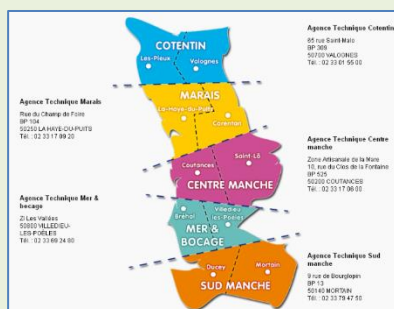 COTENTIN
Les-Pieux
Valognes
MARAIS
La-Haye-du-Puits
Carentan
Saint-Lô
Coutances
CENTRE MANCHE
Bréhal
Villedieu
les-Poëles
MER &
BOCAGE
Ducey
Mortain
SUD MANCHE
Agence Technique Cotentin
65 rue Saint-Malo
BP 309
50700 VALOGNES
Tél. : 02 33 01 55 00
Agence Technique Marais
Rue du Champ de Foire
BP 104
50250 LA HAYE-DU-PUITS
Tél. : 02 33 17 99 20
Agence Technique Centre
manche
Zone Artisanale de la Mare
10, rue du Clos de la Fontaine
BP 525
50200 COUTANCES
Tél. : 02 33 17 06 00
Agence Technique Mer &
bocage
ZI Les Vallées
50800 VILLEDIEU-
LES-POËLES
Tél. : 02 33 69 24 80
Agence Technique Sud
manche
9 rue de Bourglopin
BP 13
50140 MORTAIN
Tél. : 02 33 79 47 50